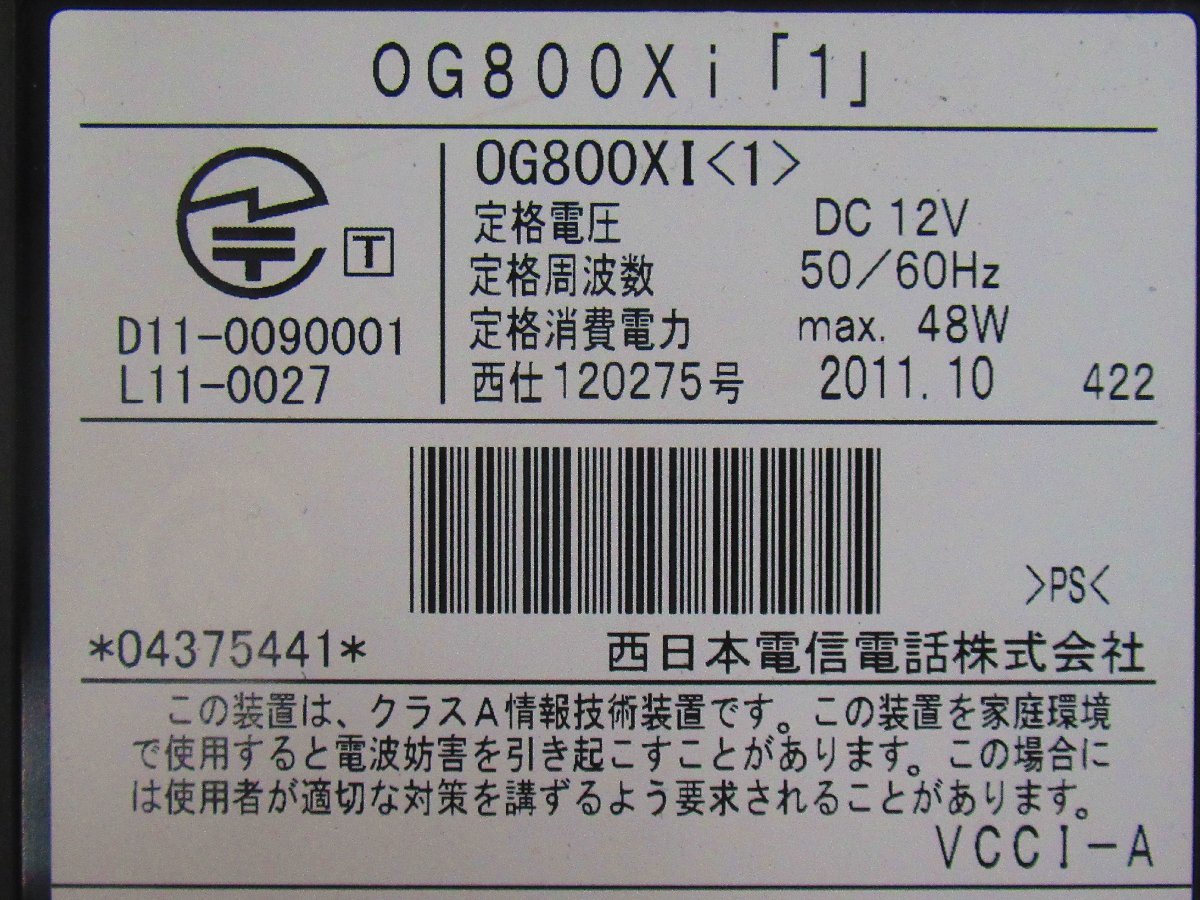 OG800Xi「1」
OG800XI<1>
定格電圧 DC 12V
定格周波数 50/60Hz
定格消費電力 max. 48W
西仕120275号 2011.10 422
T
D11-0090001
L11-0027
>PS<
*04375441* 西日本電信電話株式会社
この装置は、クラスA情報技術装置です。この装置を家庭環境
で使用すると電波妨害を引き起こすことがあります。この場合に
は使用者が適切な対策を講ずるよう要求されることがあります。
VCCI-A